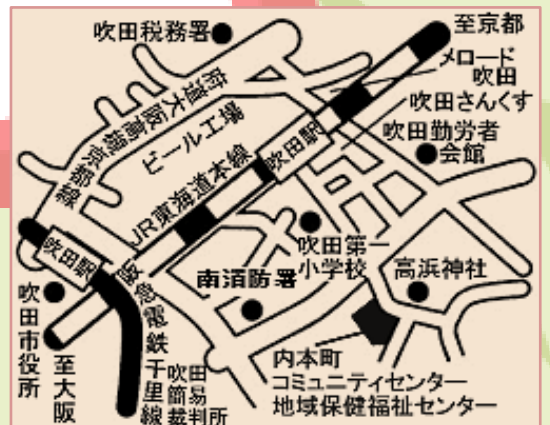 吹田税務署
至京都
メロード
吹田
吹田さんくす
吹田勤労者
会館
府道大阪高槻京都線
ビール工場
JR東海道本線
吹田駅
吹田第一
小学校
高浜神社
南消防署
吹田駅
阪急電鉄千里線
吹田市役所
至大阪
吹田
簡易
裁判所
内本町
コミュニティセンター
地域保健福祉センター